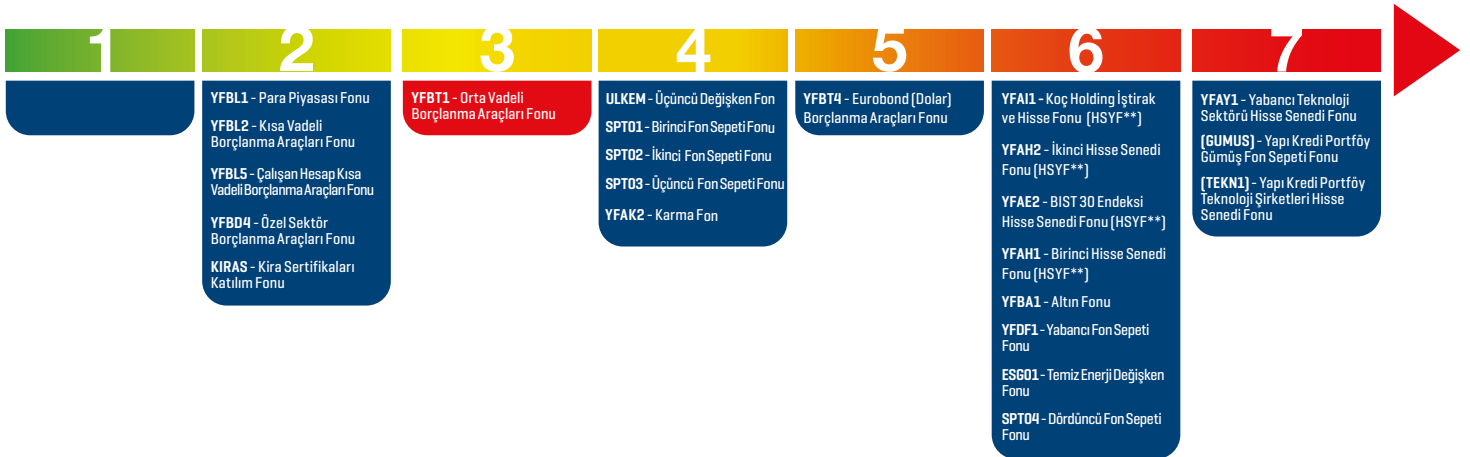 1
2
3
4
5
6
7
YFBL1 - Para Piyasası Fonu
YFBL2 - Kısa Vadeli
Borçlanma Araçları Fonu
YFBL5 - Çalışan Hesap Kısa
Vadeli Borçlanma Araçları Fonu
YFBD4 - Özel Sektör
Borçlanma Araçları Fonu
KIRAS - Kira Sertifikaları
Katılım Fonu
YFBT1 - Orta Vadeli
Borçlanma Araçları Fonu
ULKEM - Üçüncü Değişken Fon
SPT01 - Birinci Fon Sepeti Fonu
SPT02 - İkinci Fon Sepeti Fonu
SPT03 - Üçüncü Fon Sepeti Fonu
YFAK2 - Karma Fon
YFBT4 - Eurobond (Dolar)
Borçlanma Araçları Fonu
YFAI1 - Koç Holding İştirak
ve Hisse Fonu (HSYF**)
YFAH2 - İkinci Hisse Senedi
Fonu (HSYF**)
YFAE2 - BIST 30 Endeksi
Hisse Senedi Fonu (HSYF**)
YFAH1 - Birinci Hisse Senedi
Fonu (HSYF**)
YFBA1 - Altın Fonu
YFDF1 - Yabancı Fon Sepeti
Fonu
ESG01 - Temiz Enerji Değişken
Fonu
SPT04 - Dördüncü Fon Sepeti
Fonu
YFAY1 - Yabancı Teknoloji
Sektörü Hisse Senedi Fonu
(GUMUS) - Yapı Kredi Portföy
Gümüş Fon Sepeti Fonu
(TEKN1) - Yapı Kredi Portföy
Teknoloji Şirketleri Hisse
Senedi Fonu